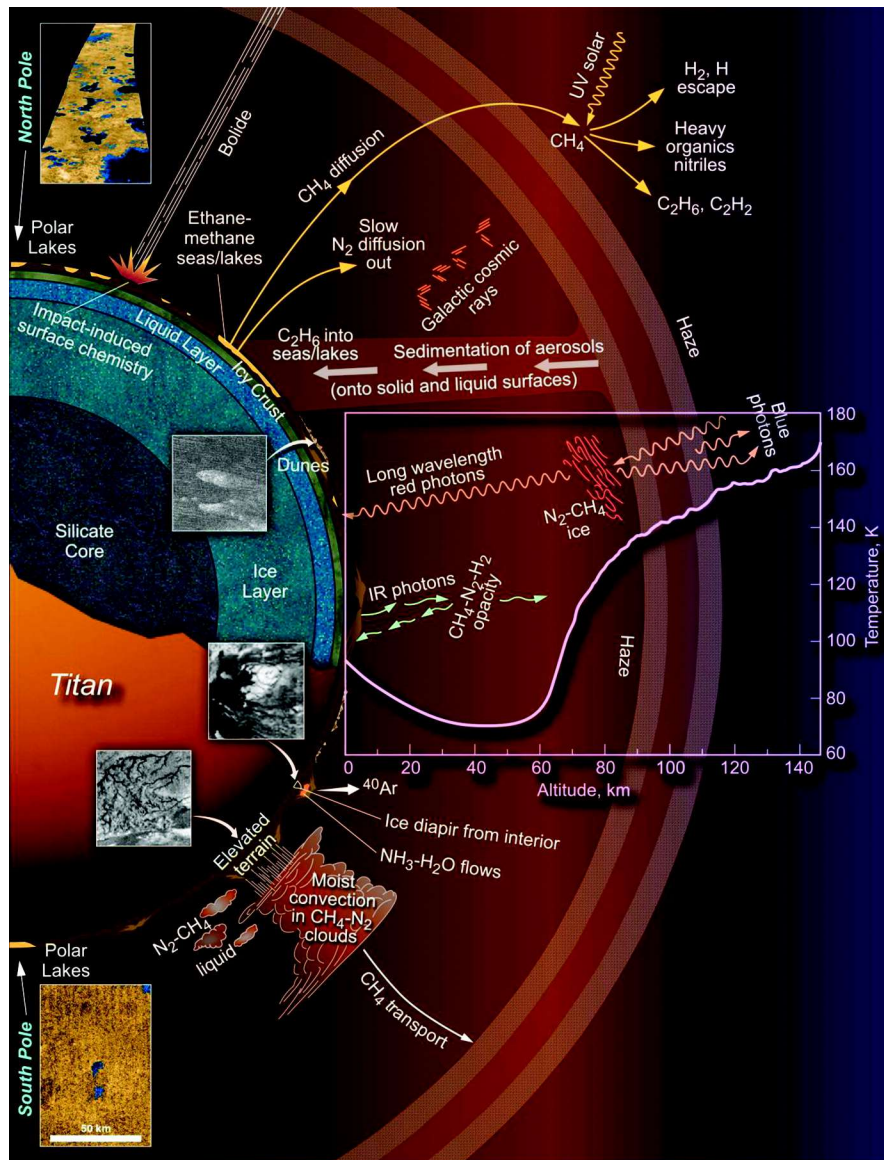 North Pole
Polar
Lakes
Bolide
Ethane-
methane
seas/lakes
CH₄ diffusion
Slow
N₂ diffusion
out
UV solar
CH₄
H₂, H
escape
Heavy
organics
nitriles
C₂H₆, C₂H₂
Galactic cosmic
rays
Haze
Impact-induced
surface chemistry
Liquid Layer
Icy Crust
C₂H₆ into
seas/lakes
Sedimentation of aerosols
(onto solid and liquid surfaces)
Dunes
Silicate
Core
Ice
Layer
Titan
Long wavelength
red photons
Blue
photons
N₂-CH₄
ice
IR photons
CH₄-N₂-H₂
opacity
Haze
180
160
140
120
100
80
60
Temperature, K
0
20
40
60
80
100
120
140
Altitude, km
⁴⁰Ar
Ice diapir from interior
NH₃-H₂O flows
Elevated
terrain
Moist
convection
in CH₄-N₂
clouds
N₂-CH₄
liquid
CH₄ transport
Polar
Lakes
South Pole
50 km